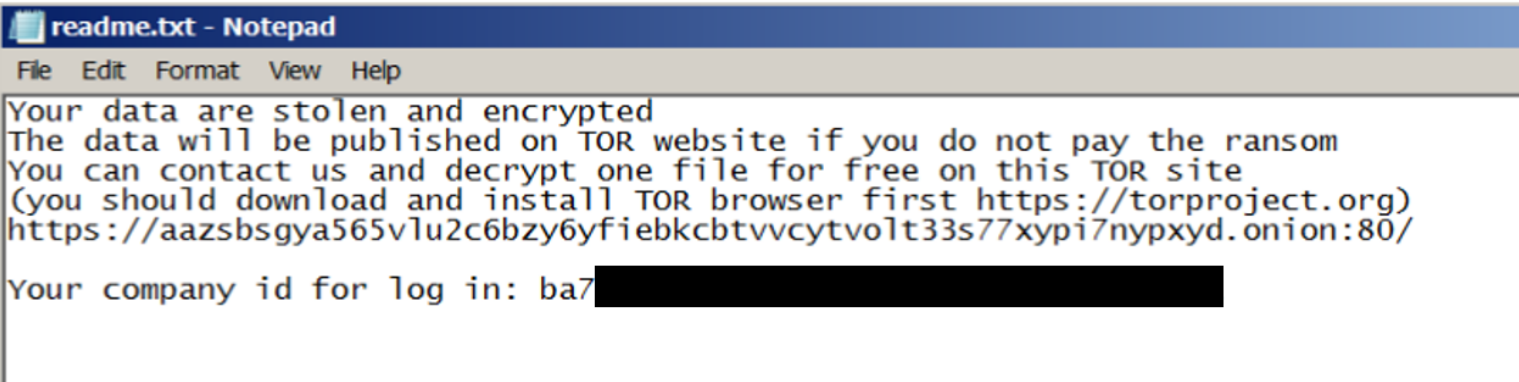 readme.txt - Notepad
File Edit Format View Help
Your data are stolen and encrypted
The data will be published on TOR website if you do not pay the ransom
You can contact us and decrypt one file for free on this TOR site
(you should download and install TOR browser first https://torproject.org)
https://aazsbsgya565vlu2c6bzy6yfiebkcbtvvcytvolt33s77xypi7nypxyd.onion:80/
Your company id for log in: ba7